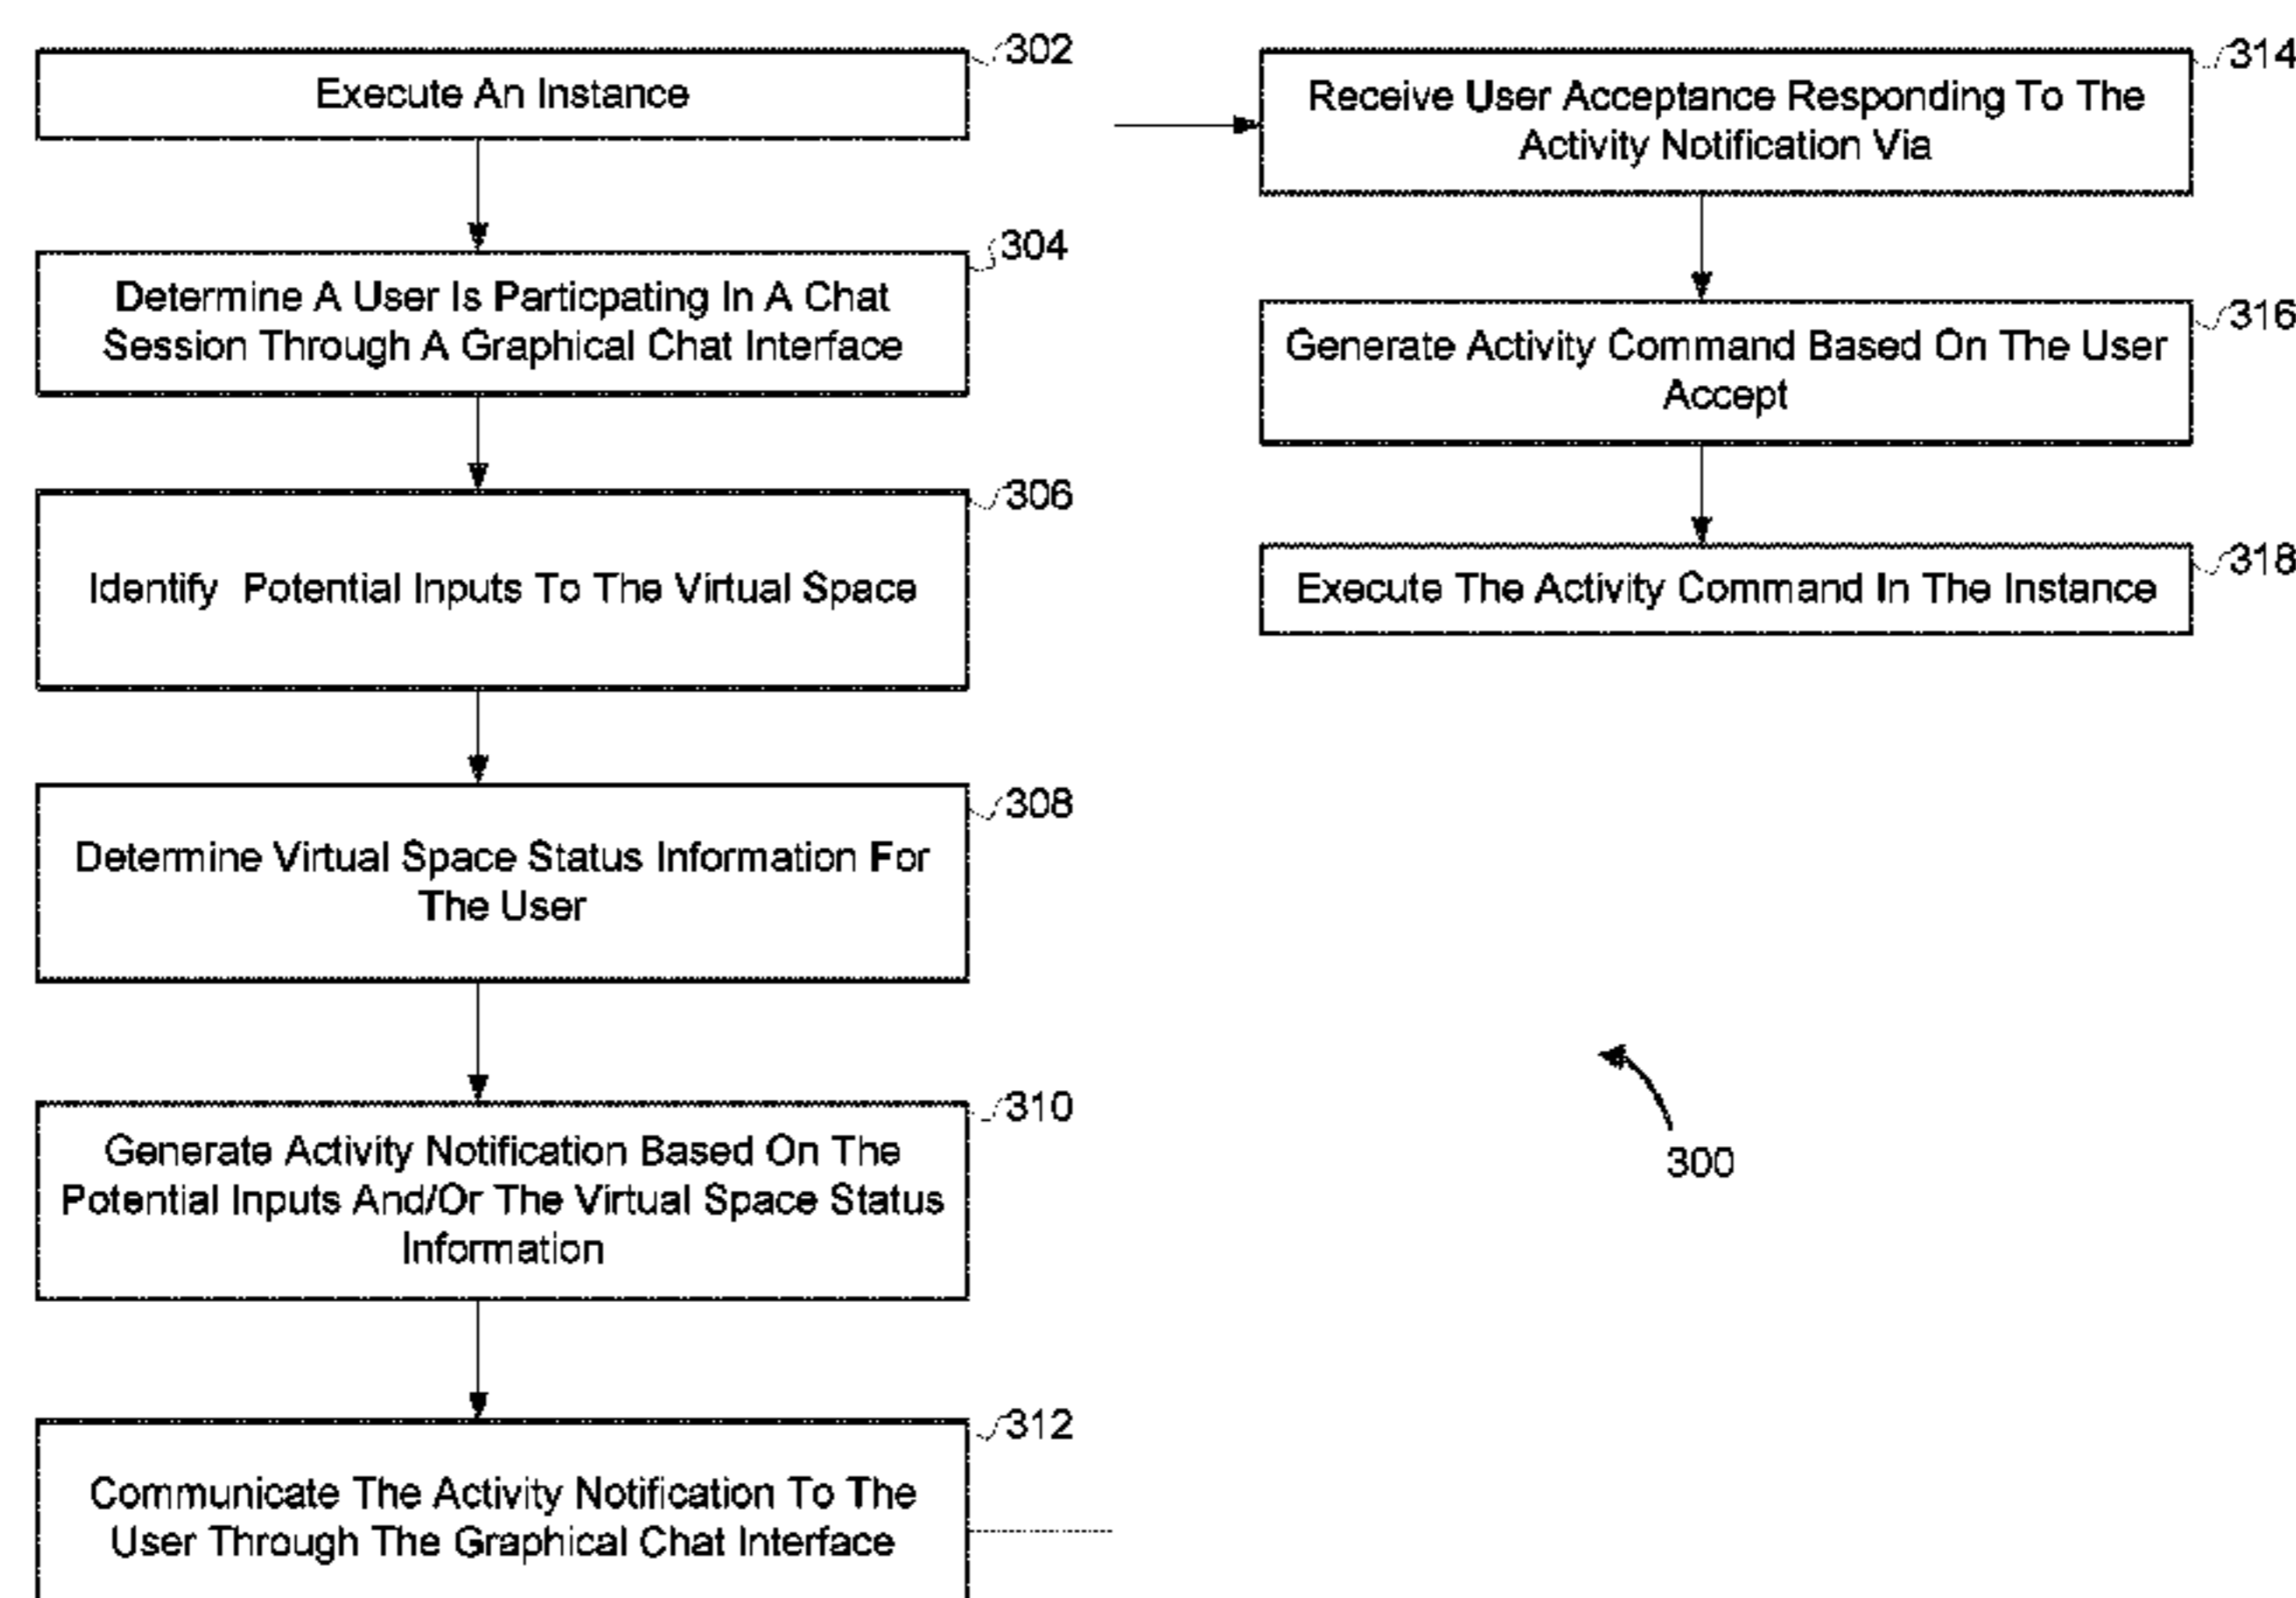 302
Execute An Instance
304
Determine A User Is Particpating In A Chat
Session Through A Graphical Chat Interface
306
Identify Potential Inputs To The Virtual Space
308
Determine Virtual Space Status Information For
The User
310
Generate Activity Notification Based On The
Potential Inputs And/Or The Virtual Space Status
Information
312
Communicate The Activity Notification To The
User Through The Graphical Chat Interface
314
Receive User Acceptance Responding To The
Activity Notification Via
316
Generate Activity Command Based On The User
Accept
318
Execute The Activity Command In The Instance
300